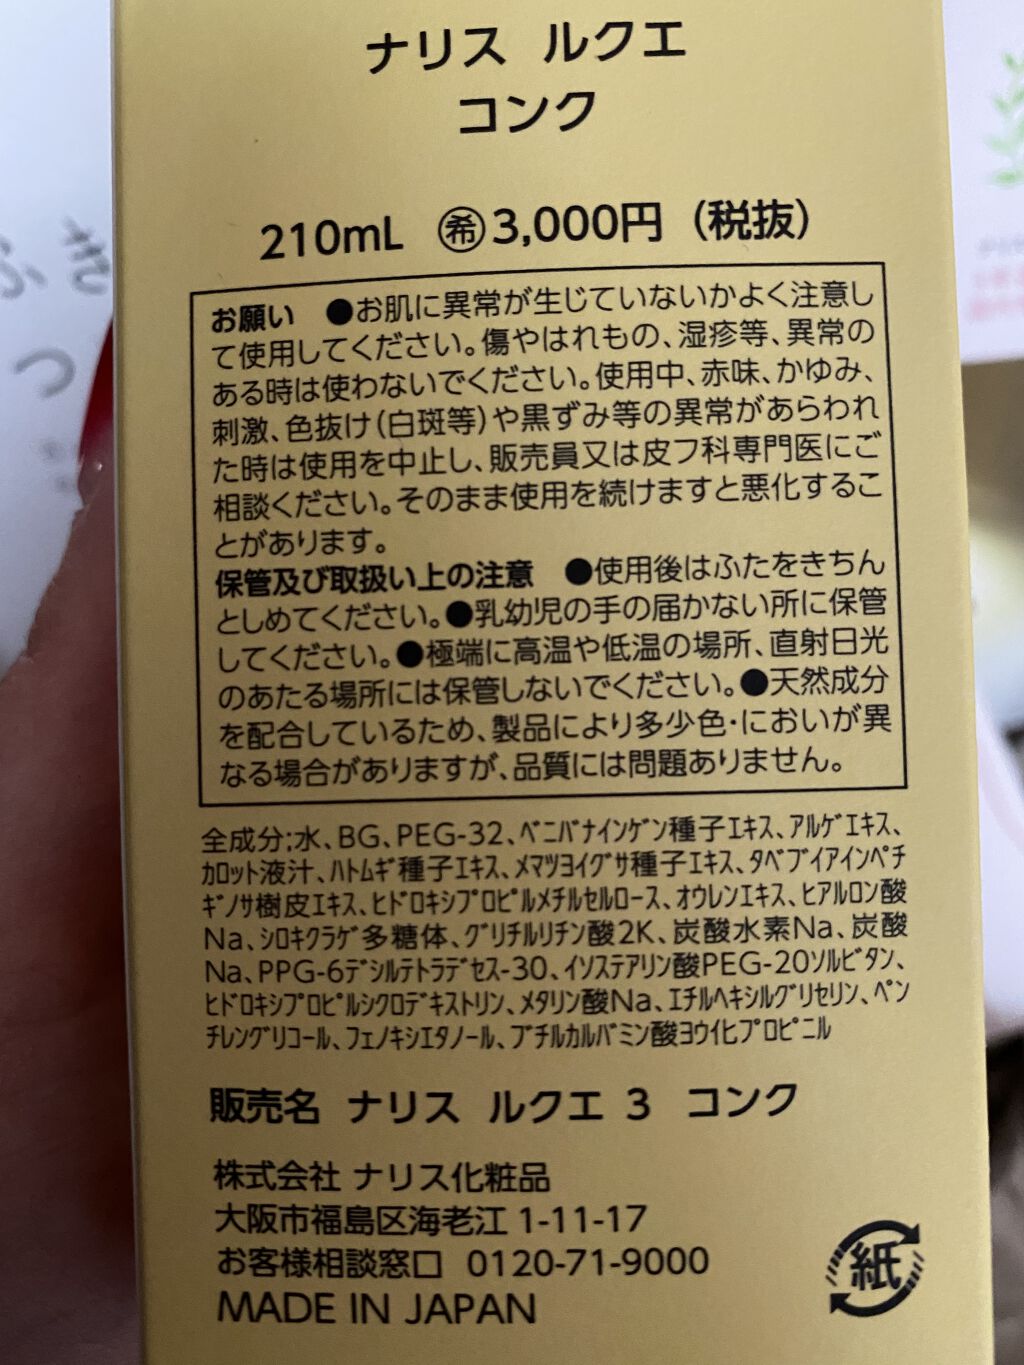 ナリス ルクエ
コンク
210mL ㊒3,000円（税抜）
お願い ●お肌に異常が生じていないかよく注意し
て使用してください。傷やはれもの、湿疹等、異常の
ある時は使わないでください。使用中、赤味、かゆみ、
刺激、色抜け(白斑等)や黒ずみ等の異常があらわれ
た時は使用を中止し、販売員又は皮フ科専門医にご
相談ください。そのまま使用を続けますと悪化するこ
とがあります。
保管及び取扱い上の注意 ●使用後はふたをきちん
としめてください。●乳幼児の手の届かない所に保管
してください。●極端に高温や低温の場所、直射日光
のあたる場所には保管しないでください。●天然成分
を配合しているため、製品により多少色・においが異
なる場合がありますが、品質には問題ありません。
全成分:水、BG、PEG-32、ﾍﾞﾆﾊﾞﾅｲﾝｹﾞﾝ種子ｴｷｽ、ｱﾙｹﾞｴｷｽ、
ｶﾛｯﾄ液汁、ﾊﾄﾑｷﾞ種子ｴｷｽ、ﾒﾏﾂﾖｲｸﾞｻ種子ｴｷｽ、ﾀﾍﾞﾌﾞｲｱｲﾝﾍﾟﾁ
ｷﾞﾉｻ樹皮ｴｷｽ、ﾋﾄﾞﾛｷｼﾌﾟﾛﾋﾟﾙﾒﾁﾙｾﾙﾛｰｽ、ｵｳﾚﾝｴｷｽ、ﾋｱﾙﾛﾝ酸
Na、ｼﾛｷｸﾗｹﾞ多糖体、ｸﾞﾘﾁﾙﾘﾁﾝ酸2K、炭酸水素Na、炭酸
Na、PPG-6ﾃﾞｼﾙﾃﾄﾗﾃﾞｾｽ-30、ｲｿｽﾃｱﾘﾝ酸PEG-20ｿﾙﾋﾞﾀﾝ、
ﾋﾄﾞﾛｷｼﾌﾟﾛﾋﾟﾙｼｸﾛﾃﾞｷｽﾄﾘﾝ、ﾒﾀﾘﾝ酸Na、ｴﾁﾙﾍｷｼﾙｸﾞﾘｾﾘﾝ、ﾍﾟﾝ
ﾁﾚﾝｸﾞﾘｺｰﾙ、ﾌｪﾉｷｼｴﾀﾉｰﾙ、ﾌﾞﾁﾙｶﾙﾊﾞﾐﾝ酸ﾖｳ化ﾌﾟﾛﾋﾟﾆﾙ
販売名 ナリス ルクエ 3 コンク
株式会社 ナリス化粧品
大阪市福島区海老江 1-11-17
お客様相談窓口 0120-71-9000
MADE IN JAPAN
紙